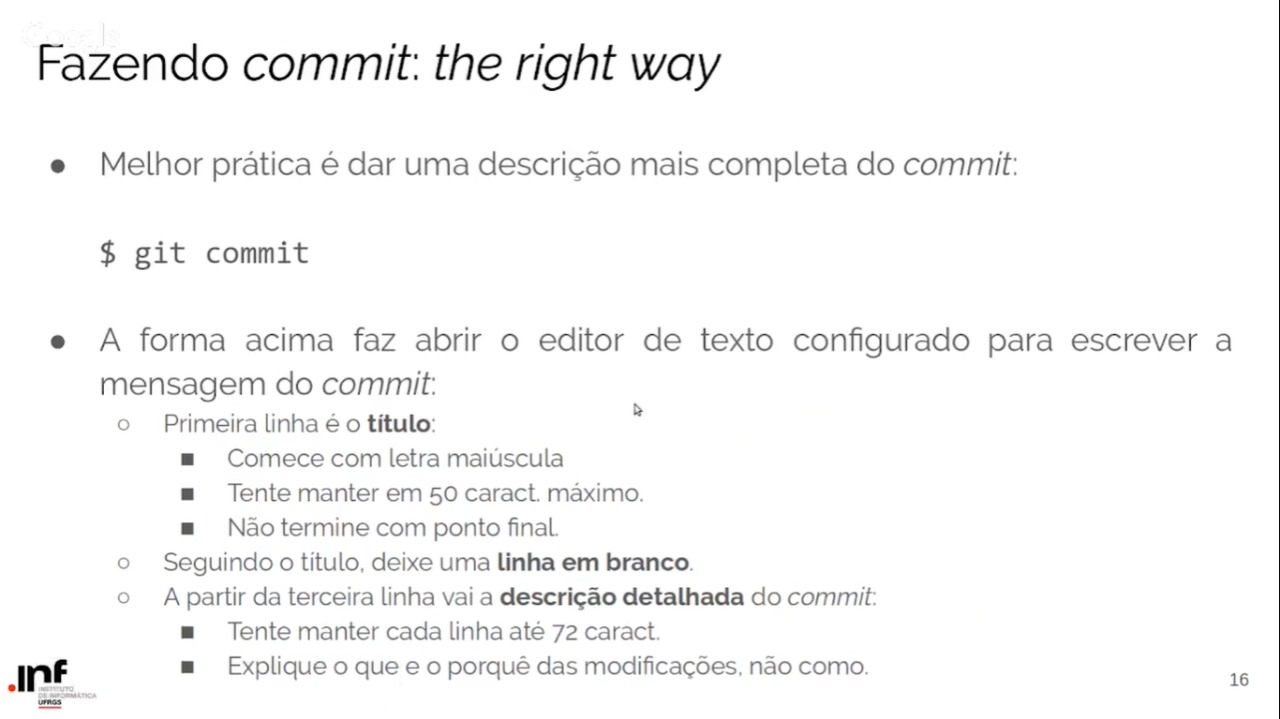 Fazendo commit: the right way
● Melhor prática é dar uma descrição mais completa do commit:
$ git commit
● A forma acima faz abrir o editor de texto configurado para escrever a
mensagem do commit:
○ Primeira linha é o título:
■ Comece com letra maiúscula
■ Tente manter em 50 caract. máximo.
■ Não termine com ponto final.
○ Seguindo o título, deixe uma linha em branco.
○ A partir da terceira linha vai a descrição detalhada do commit:
■ Tente manter cada linha até 72 caract.
■ Explique o que e o porquê das modificações, não como.
.inf
INSTITUTO
DE INFORMÁTICA
UFRGS
16